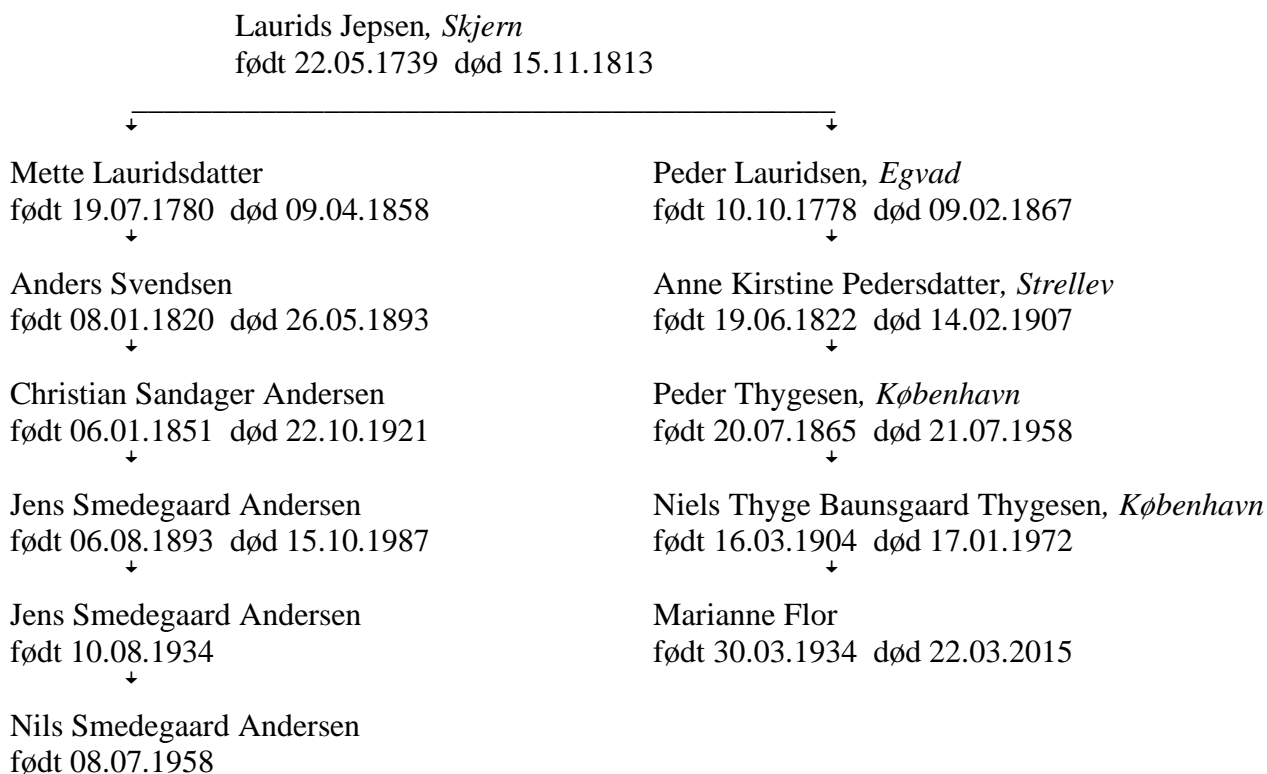 Laurids Jepsen, Skjern
født 22.05.1739 død 15.11.1813
Mette Lauridsdatter
født 19.07.1780 død 09.04.1858
Peder Lauridsen, Egvad
født 10.10.1778 død 09.02.1867
Anders Svendsen
født 08.01.1820 død 26.05.1893
Anne Kirstine Pedersdatter, Strellev
født 19.06.1822 død 14.02.1907
Christian Sandager Andersen
født 06.01.1851 død 22.10.1921
Peder Thygesen, København
født 20.07.1865 død 21.07.1958
Jens Smedegaard Andersen
født 06.08.1893 død 15.10.1987
Niels Thyge Baunsgaard Thygesen, København
født 16.03.1904 død 17.01.1972
Jens Smedegaard Andersen
født 10.08.1934
Marianne Flor
født 30.03.1934 død 22.03.2015
Nils Smedegaard Andersen
født 08.07.1958